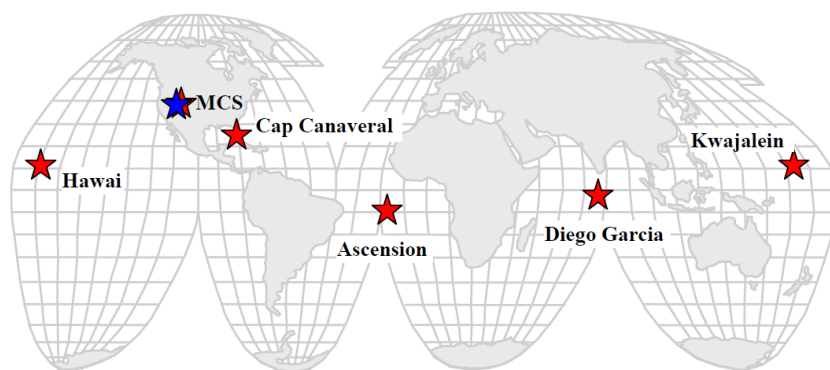 MCS
Cap Canaveral
Kwajalein
Hawai
Ascension
Diego Garcia